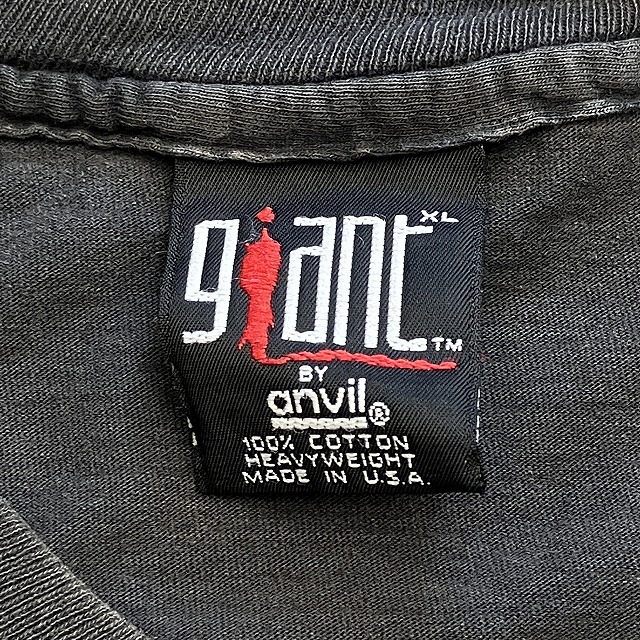 giant XL
TM
BY
anvil®
100% COTTON
HEAVYWEIGHT
MADE IN U.S.A.